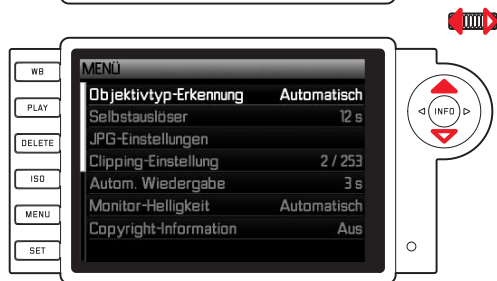 WB
PLAY
DELETE
ISO
MENU
SET
MENÜ
Objektivtyp-Erkennung Automatisch
Selbstauslöser 12 s
JPG-Einstellungen
Clipping-Einstellung 2 / 253
Autom. Wiedergabe 3 s
Monitor-Helligkeit Automatisch
Copyright-Information Aus
INFO